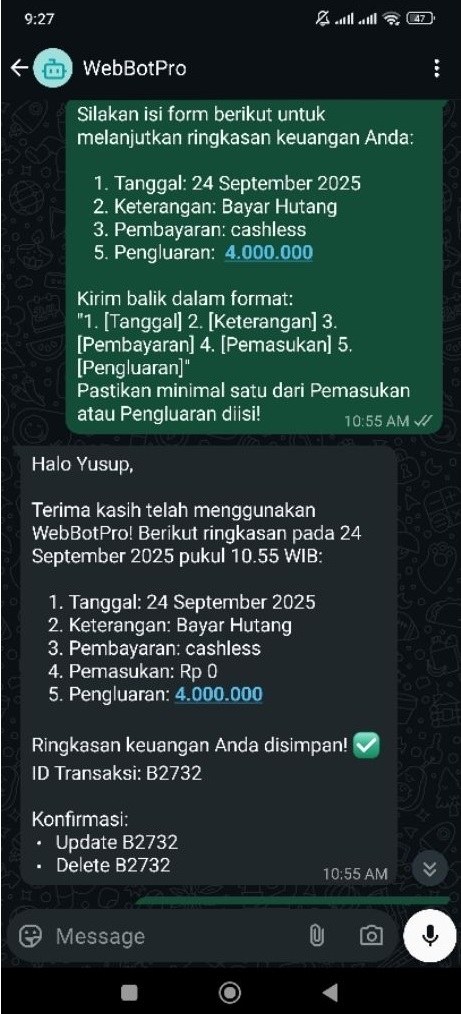 9:27
47
WebBotPro
Silakan isi form berikut untuk
melanjutkan ringkasan keuangan Anda:
1. Tanggal: 24 September 2025
2. Keterangan: Bayar Hutang
3. Pembayaran: cashless
5. Pengluaran: 4.000.000
Kirim balik dalam format:
"1. [Tanggal] 2. [Keterangan] 3.
[Pembayaran] 4. [Pemasukan] 5.
[Pengluaran]"
Pastikan minimal satu dari Pemasukan
atau Pengluaran diisi!
10:55 AM
Halo Yusup,
Terima kasih telah menggunakan
WebBotPro! Berikut ringkasan pada 24
September 2025 pukul 10.55 WIB:
1. Tanggal: 24 September 2025
2. Keterangan: Bayar Hutang
3. Pembayaran: cashless
4. Pemasukan: Rp 0
5. Pengluaran: 4.000.000
Ringkasan keuangan Anda disimpan! ✅
ID Transaksi: B2732
Konfirmasi:
• Update B2732
• Delete B2732
10:55 AM
Message